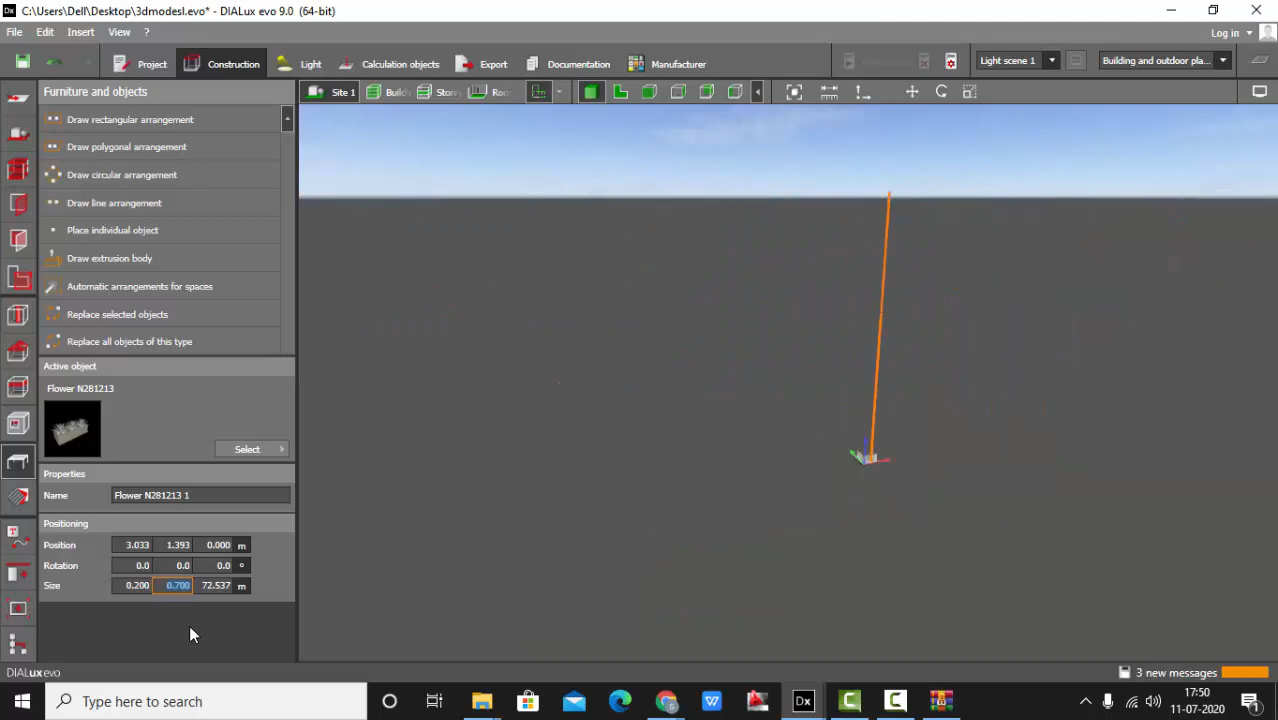 C:\Users\Dell\Desktop\3dmodesl.evo* - DIALux evo 9.0 (64-bit)
File Edit Insert View ? Log in
Project Construction Light Calculation objects Export Documentation Manufacturer Light scene 1 Building and outdoor pla...
Furniture and objects Site 1
Draw rectangular arrangement
Draw polygonal arrangement
Draw circular arrangement
Draw line arrangement
Place individual object
Draw extrusion body
Automatic arrangements for spaces
Replace selected objects
Replace all objects of this type
Active object
Flower N281213
Select
Properties
Name Flower N281213 1
Positioning
Position 3.033 1.393 0.000 m
Rotation 0.0 0.0 0.0 °
Size 0.200 0.700 72.537 m
DIALux evo 3 new messages
Type here to search
17:50
11-07-2020